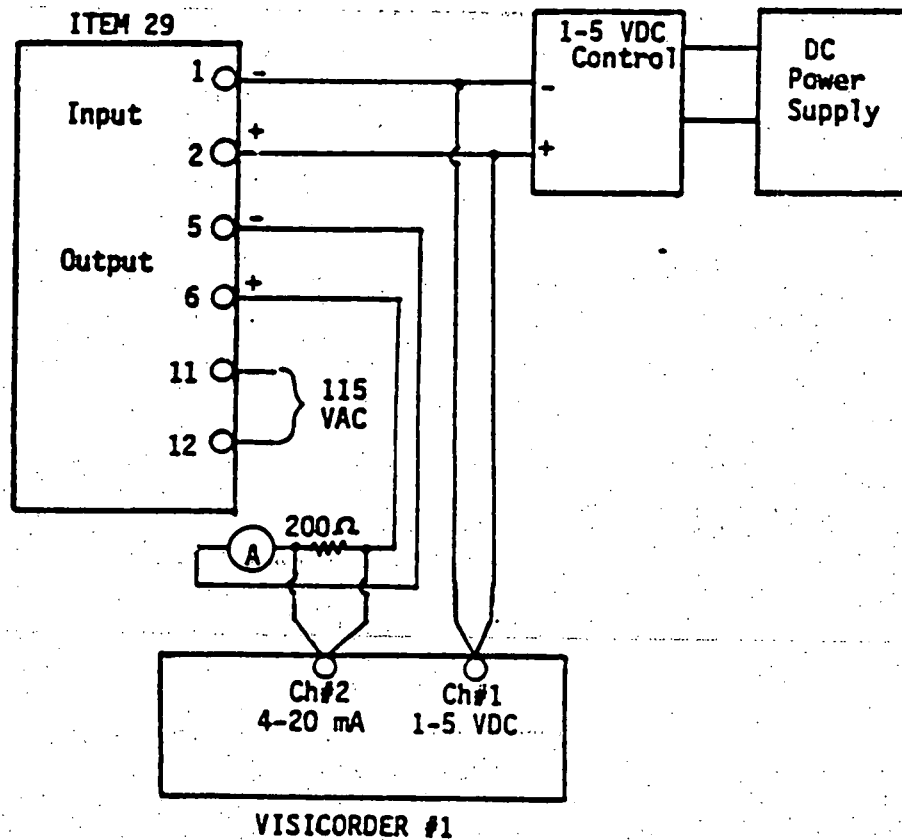 ITEM 29
1 -
Input
+
2
5 -
Output
+
6
11
115
VAC
12
1-5 VDC
Control
-
+
DC
Power
Supply
200Ω
A
Ch#2
4-20 mA
Ch#1
1-5 VDC
VISICORDER #1